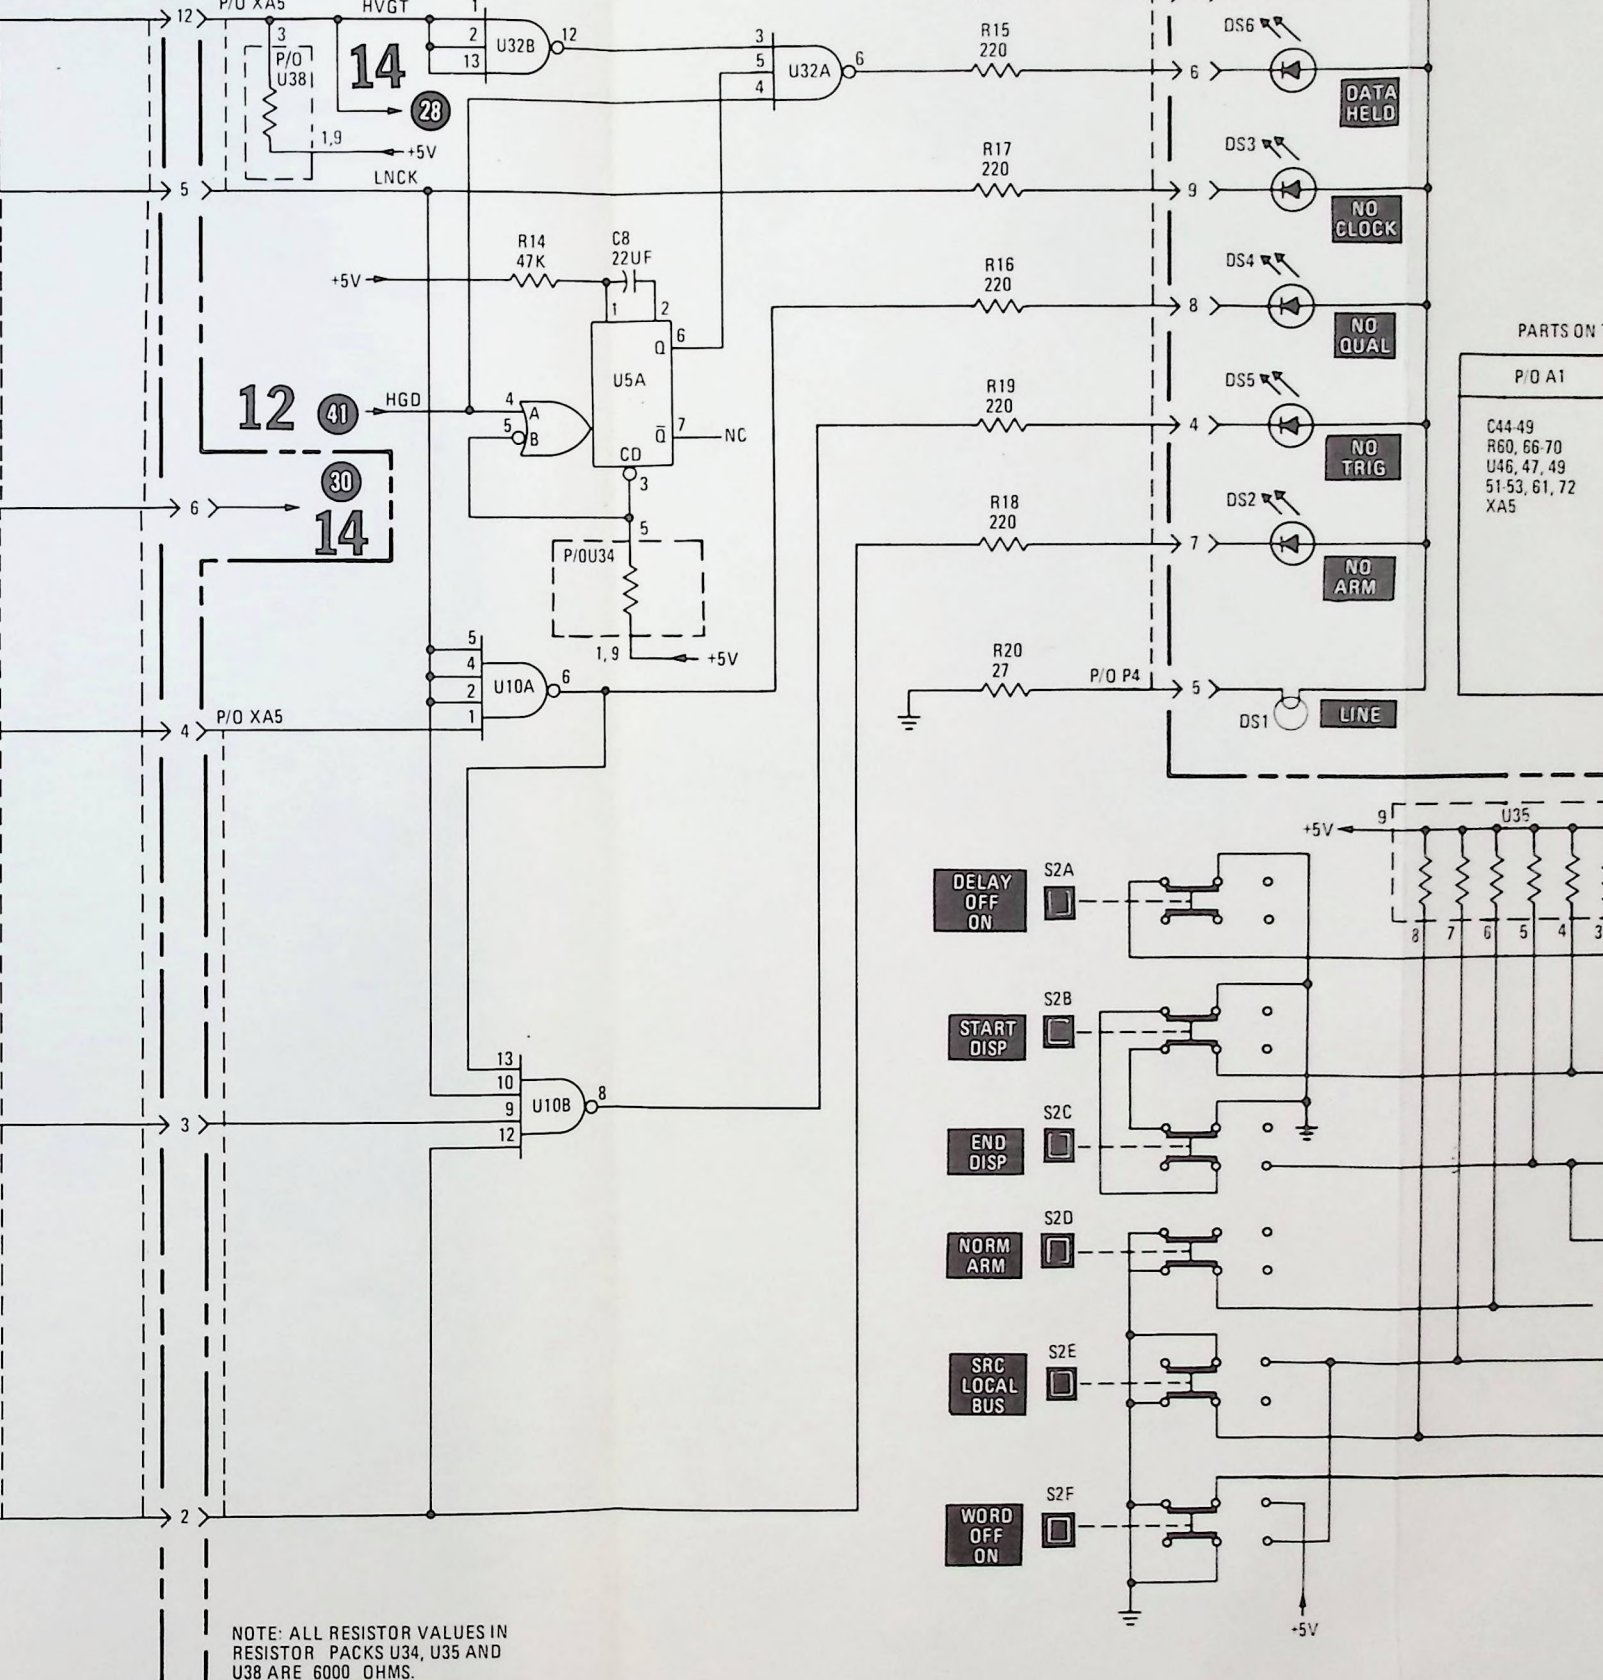 P/O XA5
HVGT
12
3
P/O
U38
14
28
1,9
+5V
1
2
13
U32B
12
3
5
4
U32A
6
R15
220
6
DS6
DATA
HELD
5
LNCK
R17
220
9
DS3
NO
CLOCK
R14
47K
C8
22UF
+5V
1
2
6
Q
U5A
Q̅
7
NC
CD
3
R16
220
8
DS4
NO
QUAL
PARTS ON
P/O A1
C44-49
R60, 66-70
U46, 47, 49
51-53, 61, 72
XA5
12
41
HGD
4
A
5
B
R19
220
4
DS5
NO
TRIG
30
14
6
5
P/OU34
1,9
+5V
R18
220
7
DS2
NO
ARM
5
4
2
1
U10A
6
R20
27
P/O P4
5
DS1
LINE
4
P/O XA5
+5V
9
U35
8
7
6
5
4
3
DELAY
OFF
ON
S2A
START
DISP
S2B
END
DISP
S2C
13
10
9
12
U10B
8
3
NORM
ARM
S2D
SRC
LOCAL
BUS
S2E
WORD
OFF
ON
S2F
+5V
2
NOTE: ALL RESISTOR VALUES IN
RESISTOR PACKS U34, U35 AND
U38 ARE 6000 OHMS.